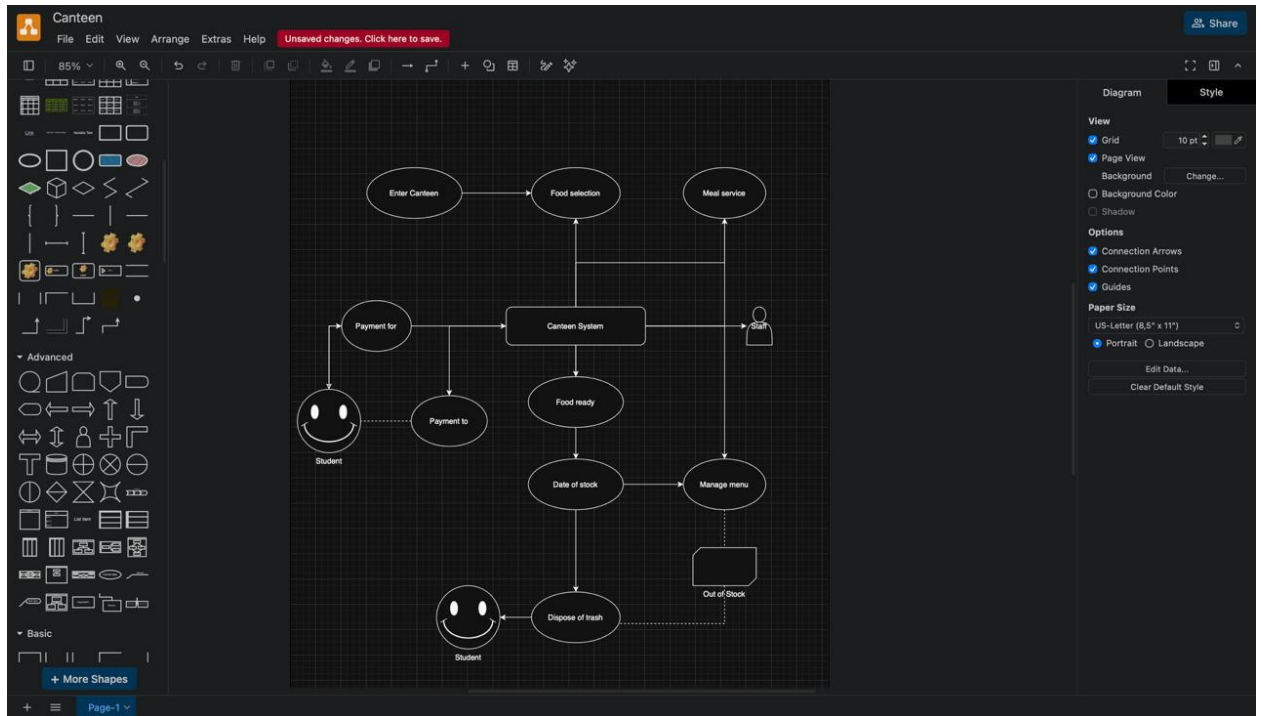 Canteen
File Edit View Arrange Extras Help
Unsaved changes. Click here to save.
Share
85%
Diagram
Style
View
Grid
10 pt
Page View
Background
Change...
Background Color
Shadow
Options
Connection Arrows
Connection Points
Guides
Paper Size
US-Letter (8,5" x 11")
Portrait
Landscape
Edit Data...
Clear Default Style
Advanced
List Item
Basic
+ More Shapes
Page-1
Enter Canteen
Food selection
Meal service
Payment for
Canteen System
Staff
Food ready
Payment to
Student
Date of stock
Manage menu
Out of Stock
Dispose of trash
Student